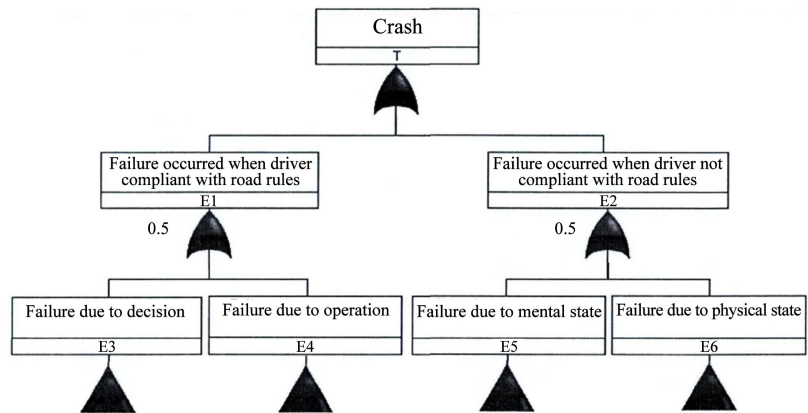 Crash
T
Failure occurred when driver
compliant with road rules
E1
Failure occurred when driver not
compliant with road rules
E2
0.5
0.5
Failure due to decision
E3
Failure due to operation
E4
Failure due to mental state
E5
Failure due to physical state
E6